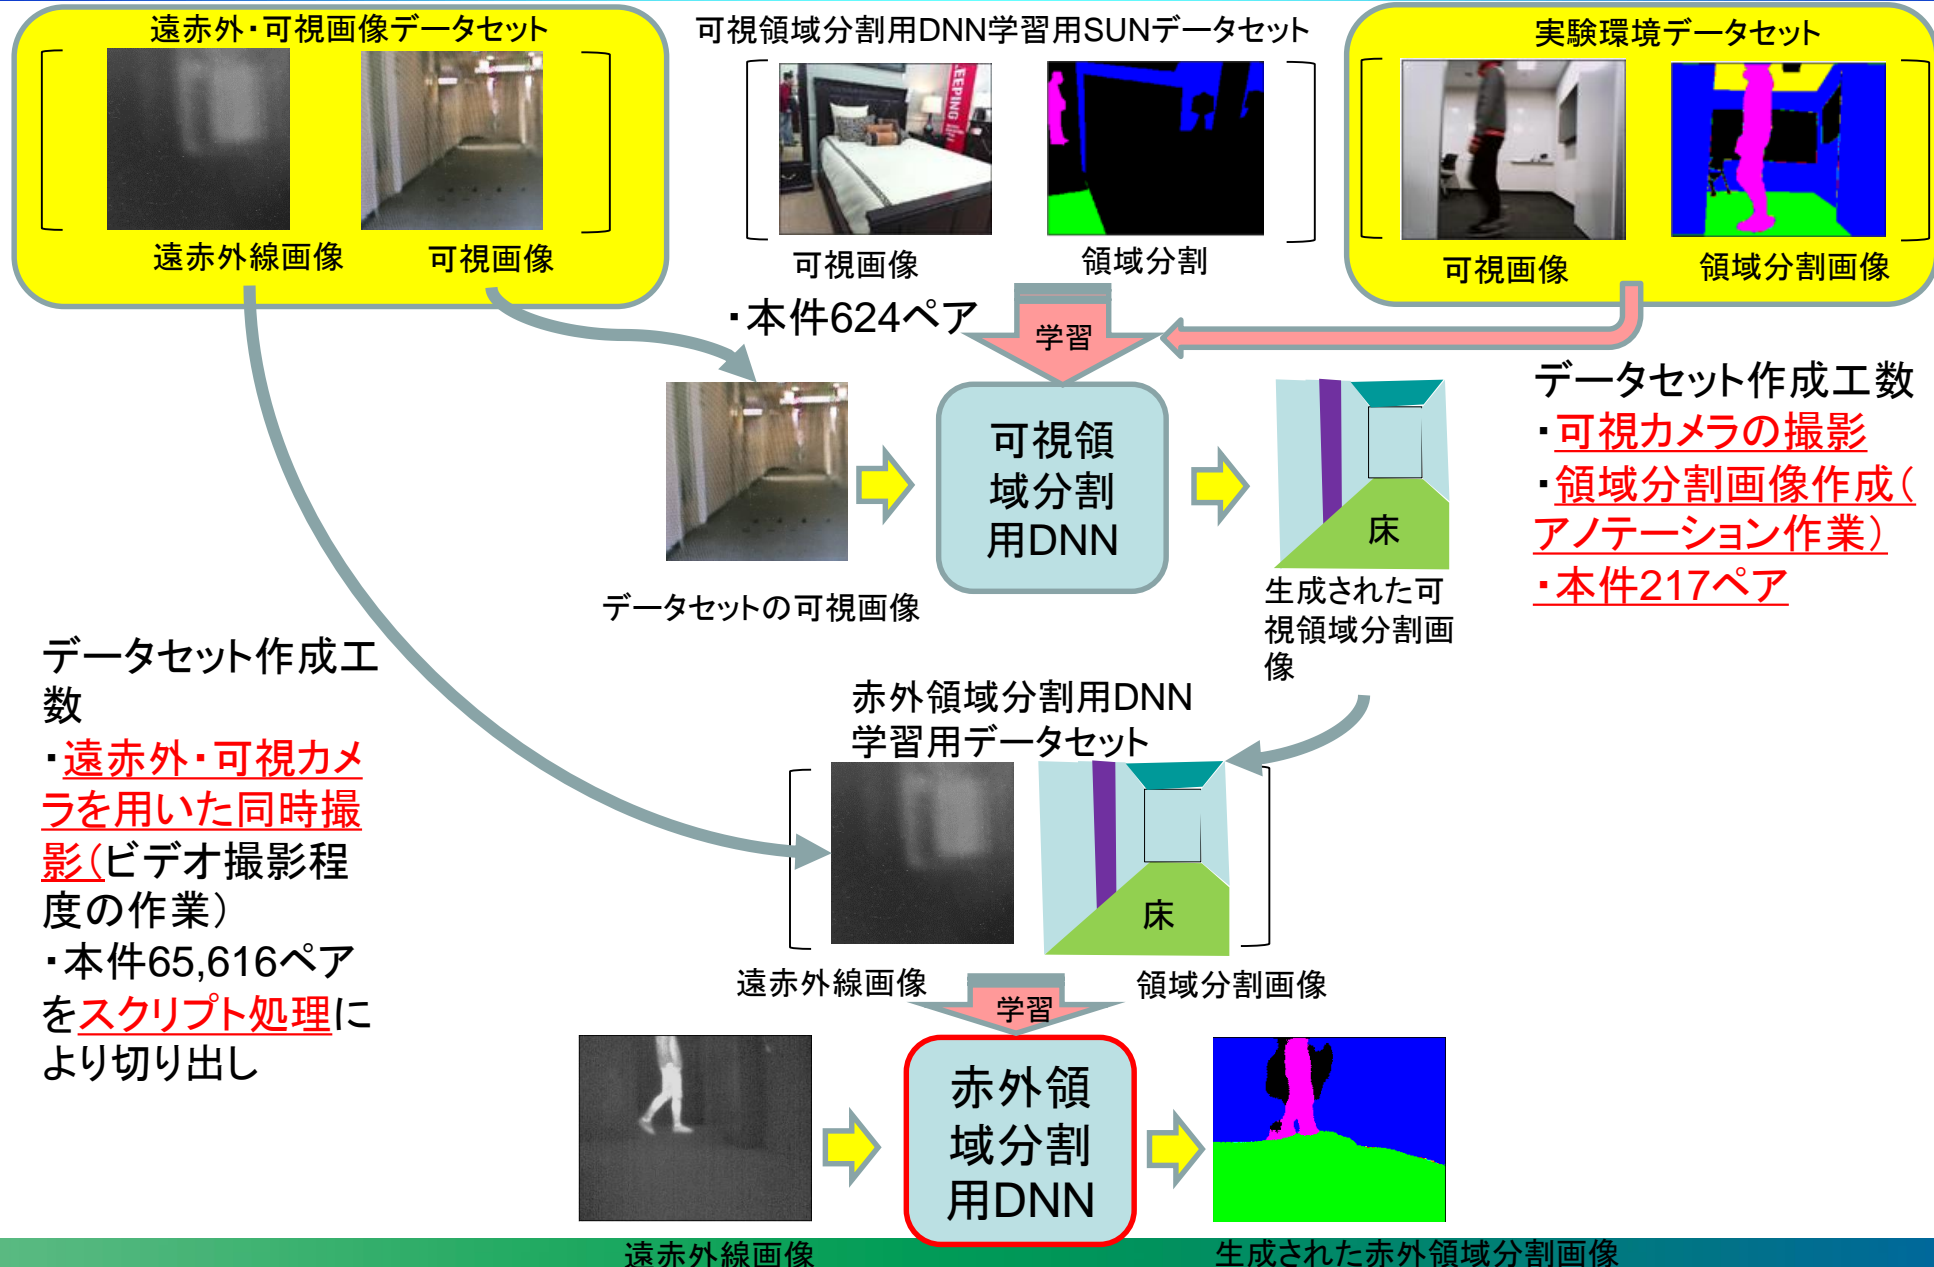 遠赤外・可視画像データセット
遠赤外線画像
可視画像
可視領域分割用DNN学習用SUNデータセット
EEPING
可視画像
領域分割
・本件624ペア
実験環境データセット
可視画像
領域分割画像
学習
データセット作成工数
・可視カメラの撮影
・領域分割画像作成(
アノテーション作業)
・本件217ペア
可視領
域分割
用DNN
床
データセットの可視画像
生成された可
視領域分割画
像
データセット作成工
数
・遠赤外・可視カメ
ラを用いた同時撮
影(ビデオ撮影程
度の作業)
・本件65,616ペア
をスクリプト処理に
より切り出し
赤外領域分割用DNN
学習用データセット
床
遠赤外線画像
領域分割画像
学習
赤外領
域分割
用DNN
遠赤外線画像
生成された赤外領域分割画像